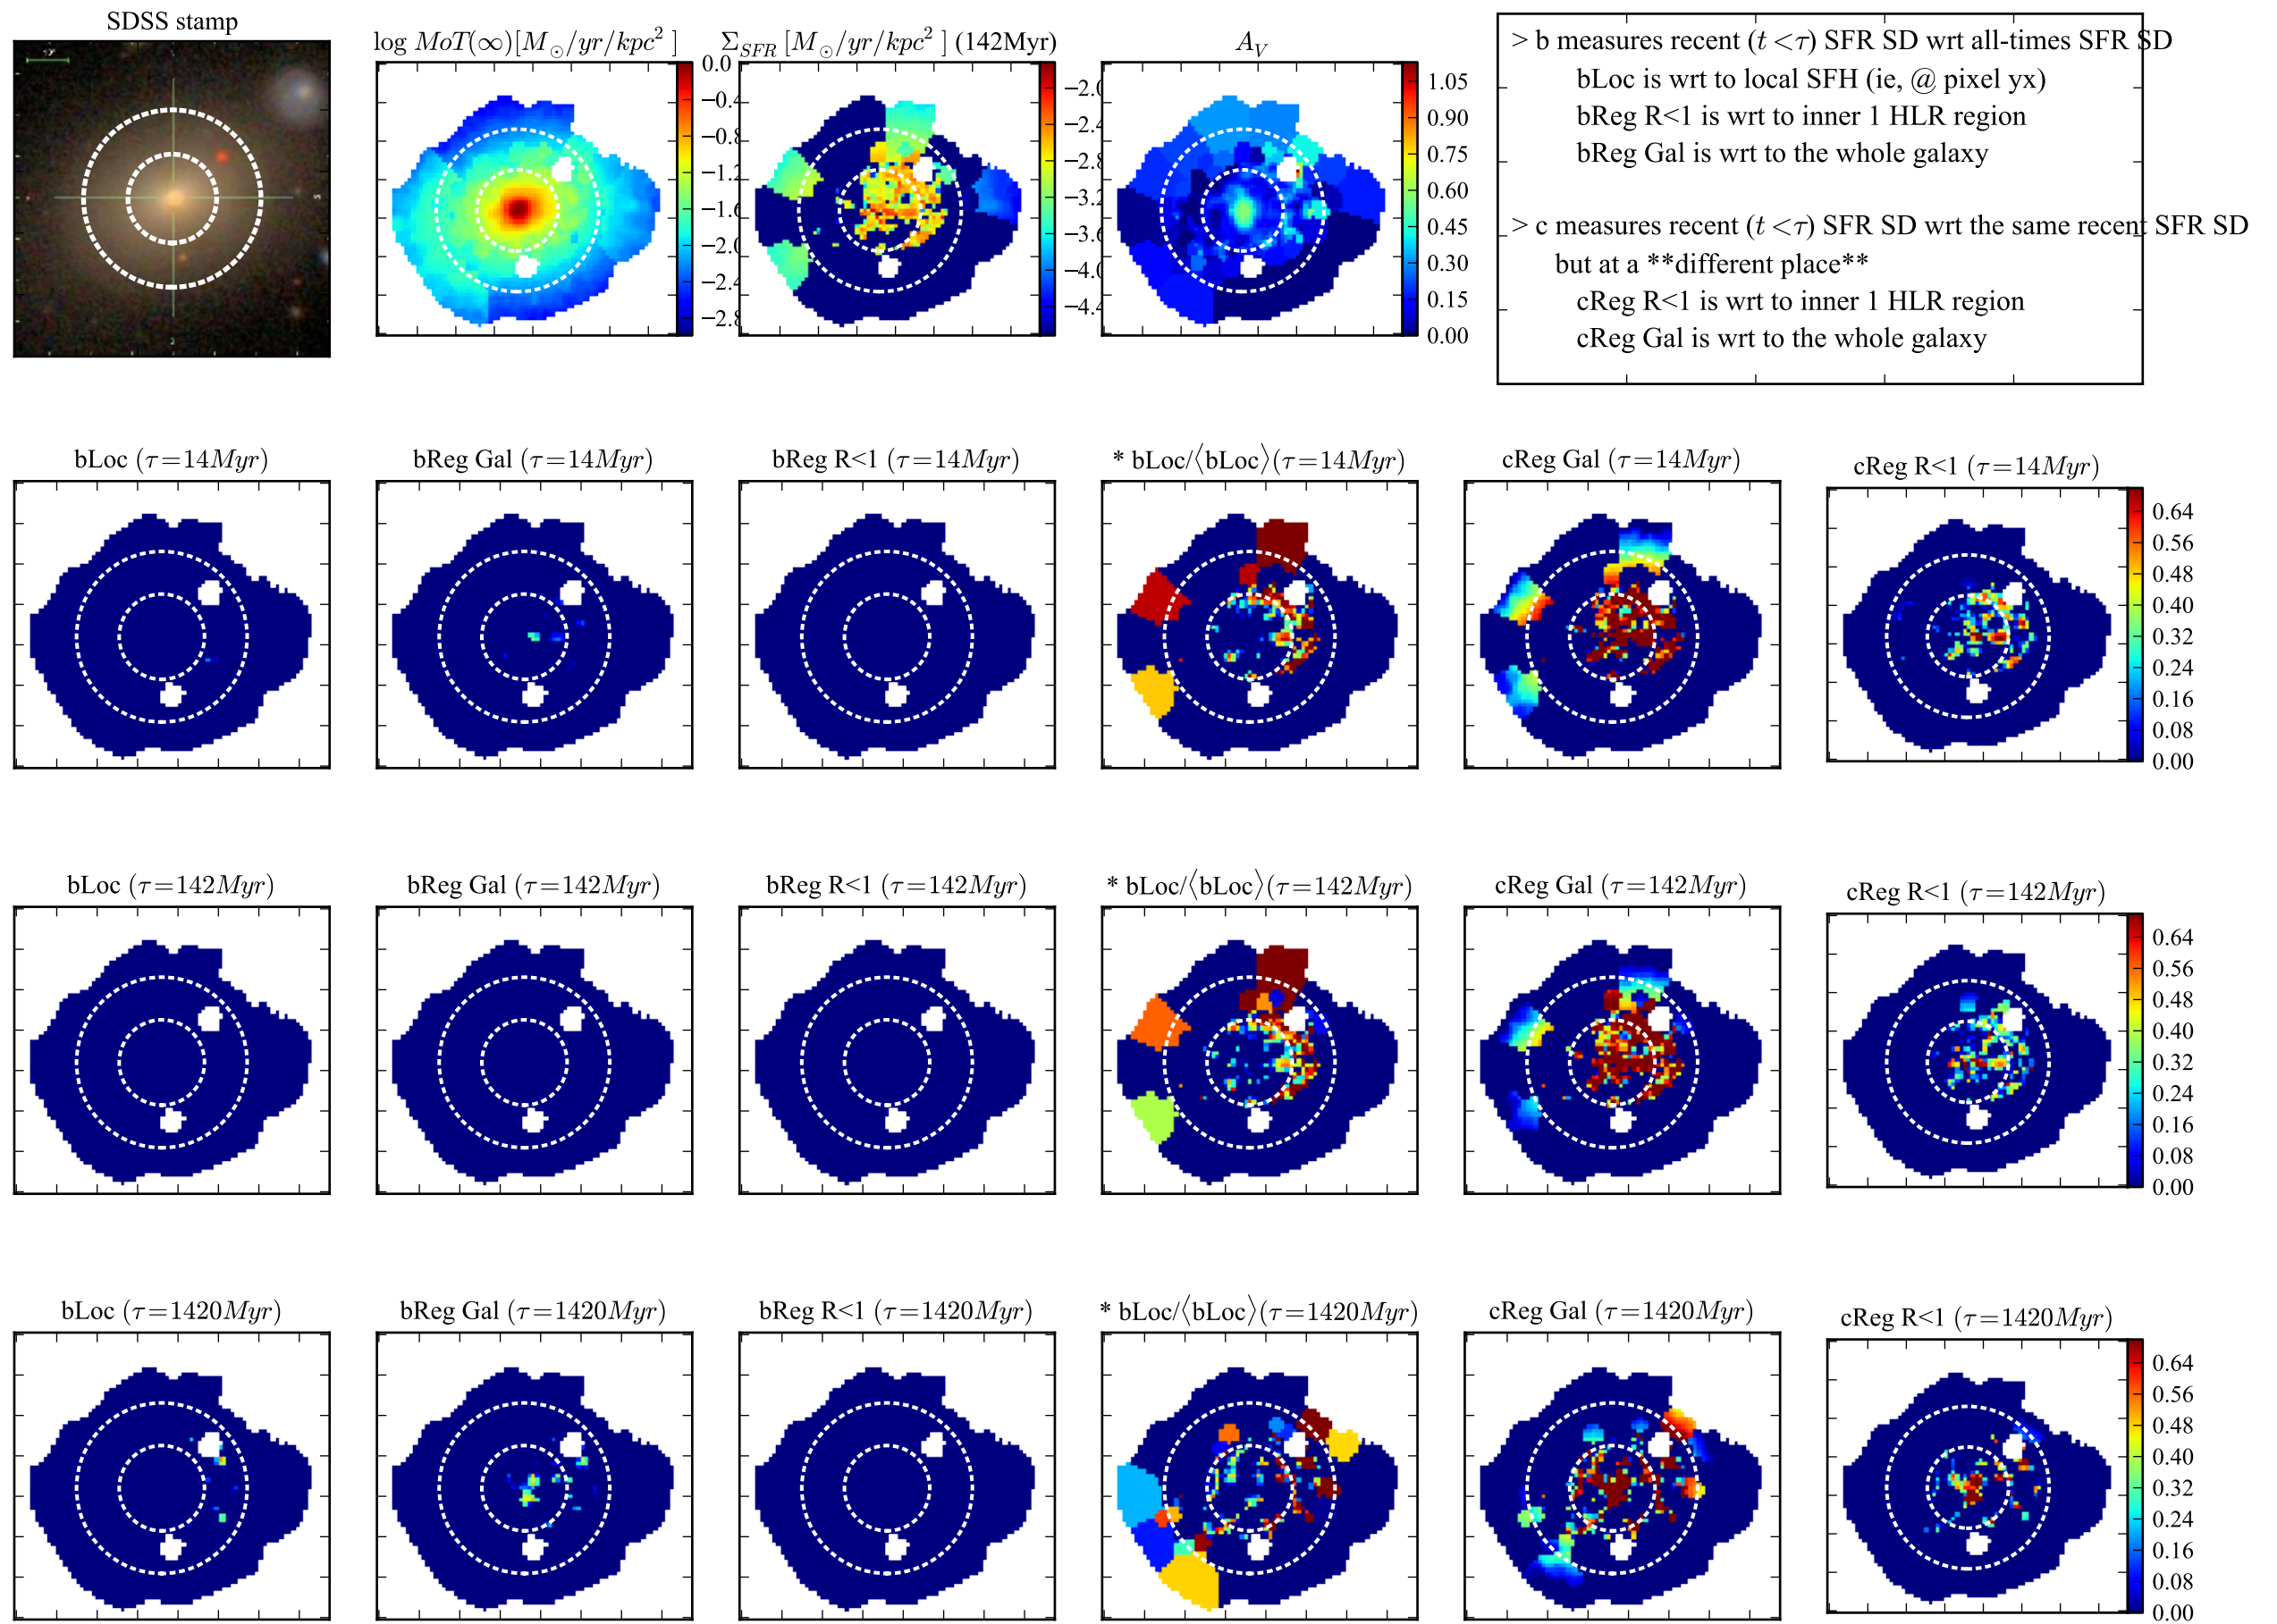 SDSS stamp
log MoT(∞)[M⊙/yr/kpc² ]
Σ_SFR [M⊙/yr/kpc² ] (142Myr)
A_V
0.0
−0.4
−0.8
−1.2
−1.6
−2.0
−2.4
−2.8
−2.0
−2.4
−2.8
−3.2
−3.6
−4.0
−4.4
1.05
0.90
0.75
0.60
0.45
0.30
0.15
0.00
> b measures recent (t <τ) SFR SD wrt all-times SFR SD
bLoc is wrt to local SFH (ie, @ pixel yx)
bReg R<1 is wrt to inner 1 HLR region
bReg Gal is wrt to the whole galaxy
> c measures recent (t <τ) SFR SD wrt the same recent SFR SD
but at a **different place**
cReg R<1 is wrt to inner 1 HLR region
cReg Gal is wrt to the whole galaxy
bLoc (τ=14Myr)
bReg Gal (τ=14Myr)
bReg R<1 (τ=14Myr)
* bLoc/⟨bLoc⟩(τ=14Myr)
cReg Gal (τ=14Myr)
cReg R<1 (τ=14Myr)
0.64
0.56
0.48
0.40
0.32
0.24
0.16
0.08
0.00
bLoc (τ=142Myr)
bReg Gal (τ=142Myr)
bReg R<1 (τ=142Myr)
* bLoc/⟨bLoc⟩(τ=142Myr)
cReg Gal (τ=142Myr)
cReg R<1 (τ=142Myr)
0.64
0.56
0.48
0.40
0.32
0.24
0.16
0.08
0.00
bLoc (τ=1420Myr)
bReg Gal (τ=1420Myr)
bReg R<1 (τ=1420Myr)
* bLoc/⟨bLoc⟩(τ=1420Myr)
cReg Gal (τ=1420Myr)
cReg R<1 (τ=1420Myr)
0.64
0.56
0.48
0.40
0.32
0.24
0.16
0.08
0.00